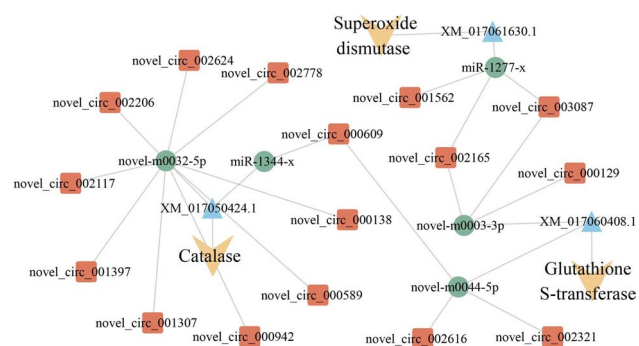 Superoxide
dismutase
XM_017061630.1
novel_circ_002624
novel_circ_002778
miR-1277-x
novel_circ_002206
novel_circ_001562
novel_circ_003087
novel_circ_000609
novel-m0032-5p
miR-1344-x
novel_circ_002165
novel_circ_000129
novel_circ_002117
XM_017050424.1
novel_circ_000138
novel-m0003-3p
XM_017060408.1
Catalase
novel_circ_001397
Glutathione
S-transferase
novel_circ_000589
novel-m0044-5p
novel_circ_001307
novel_circ_000942
novel_circ_002616
novel_circ_002321